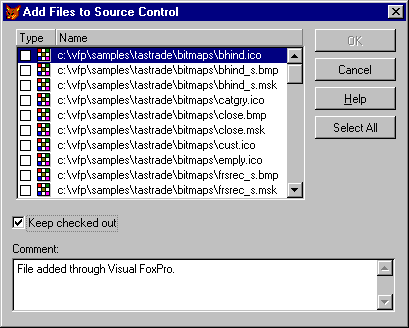 Add Files to Source Control
Type Name
OK
c:\vfp\samples\tastrade\bitmaps\bhind.ico
c:\vfp\samples\tastrade\bitmaps\bhind_s.bmp
Cancel
c:\vfp\samples\tastrade\bitmaps\bhind_s.msk
c:\vfp\samples\tastrade\bitmaps\catgry.ico
Help
c:\vfp\samples\tastrade\bitmaps\close.bmp
c:\vfp\samples\tastrade\bitmaps\close.msk
Select All
c:\vfp\samples\tastrade\bitmaps\cust.ico
c:\vfp\samples\tastrade\bitmaps\emply.ico
c:\vfp\samples\tastrade\bitmaps\frsrec_s.bmp
c:\vfp\samples\tastrade\bitmaps\frsrec_s.msk
Keep checked out
Comment:
File added through Visual FoxPro.